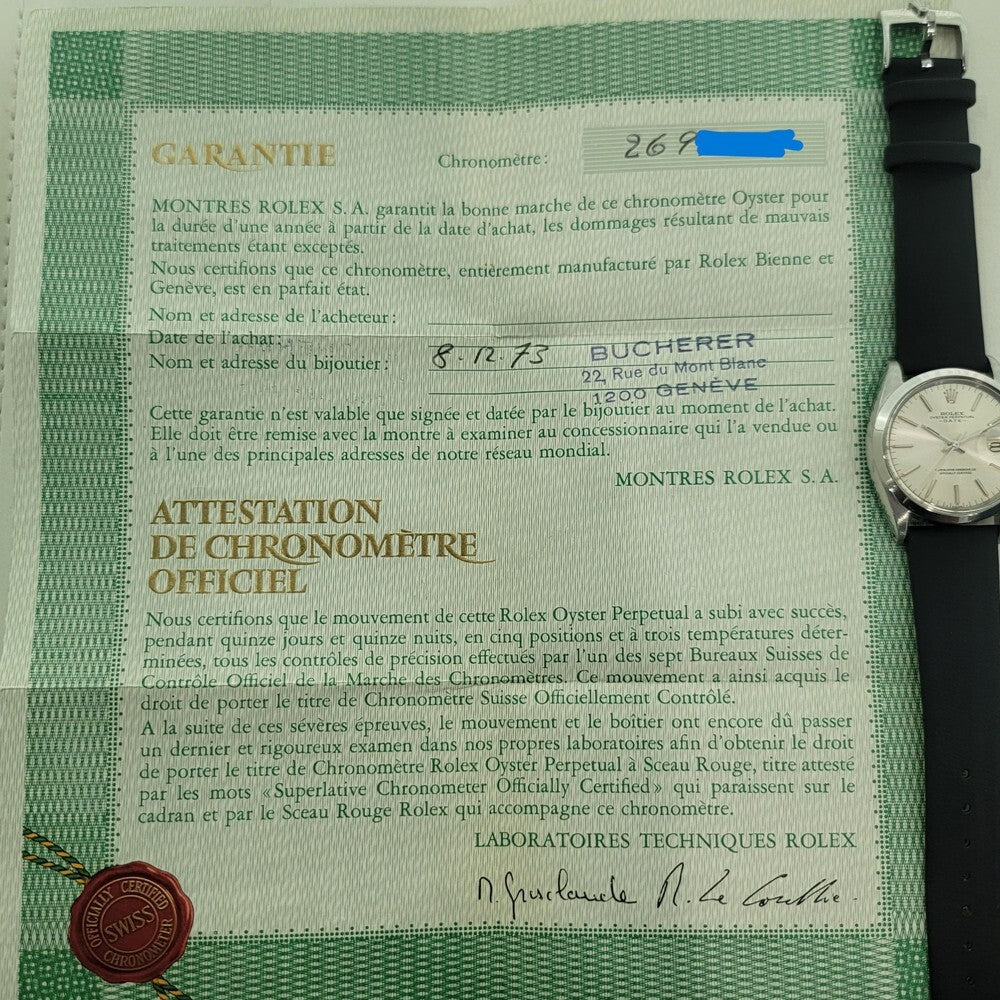 GARANTIE
Chronomètre: 269
MONTRES ROLEX S. A. garantit la bonne marche de ce chronomètre Oyster pour
la durée d'une année à partir de la date d'achat, les dommages résultant de mauvais
traitements étant exceptés.
Nous certifions que ce chronomètre, entièrement manufacturé par Rolex Bienne et
Genève, est en parfait état.
Nom et adresse de l'acheteur:
Date de l'achat:
Nom et adresse du bijoutier: 8.12.73
BUCHERER
22, Rue du Mont Blanc
1200 GENÈVE
Cette garantie n'est valable que signée et datée par le bijoutier au moment de l'achat.
Elle doit être remise avec la montre à examiner au concessionnaire qui l'a vendue ou
à l'une des principales adresses de notre réseau mondial.
MONTRES ROLEX S. A.
ATTESTATION
DE CHRONOMÈTRE
OFFICIEL
Nous certifions que le mouvement de cette Rolex Oyster Perpetual a subi avec succès,
pendant quinze jours et quinze nuits, en cinq positions et à trois températures déter-
minées, tous les contrôles de précision effectués par l'un des sept Bureaux Suisses de
Contrôle Officiel de la Marche des Chronomètres. Ce mouvement a ainsi acquis le
droit de porter le titre de Chronomètre Suisse Officiellement Contrôlé.
A la suite de ces sévères épreuves, le mouvement et le boîtier ont encore dû passer
un dernier et rigoureux examen dans nos propres laboratoires afin d'obtenir le droit
de porter le titre de Chronomètre Rolex Oyster Perpetual à Sceau Rouge, titre attesté
par les mots «Superlative Chronometer Officially Certified» qui paraissent sur le
cadran et par le Sceau Rouge Rolex qui accompagne ce chronomètre.
LABORATOIRES TECHNIQUES ROLEX
OFFICIALLY CERTIFIED
SWISS
CHRONOMETER
ROLEX
OYSTER PERPETUAL
DATE